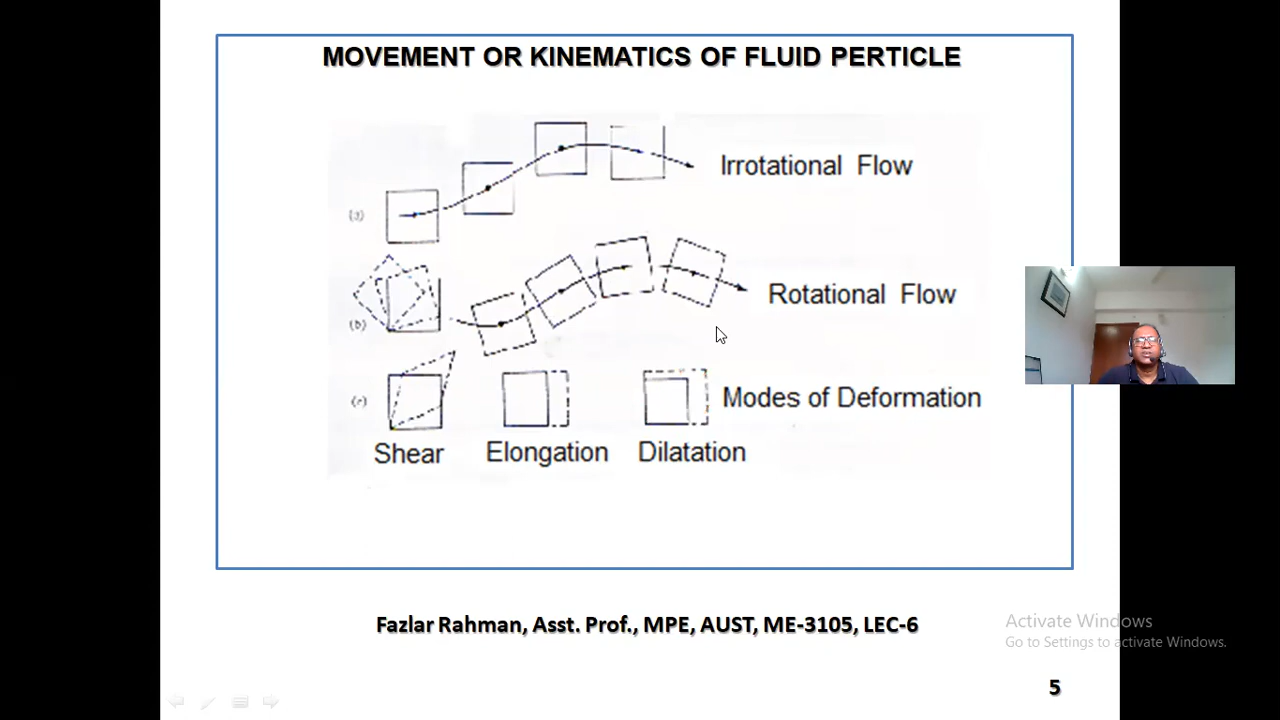 MOVEMENT OR KINEMATICS OF FLUID PERTICLE
(a)
Irrotational Flow
(b)
Rotational Flow
(c)
Modes of Deformation
Shear Elongation Dilatation
Fazlar Rahman, Asst. Prof., MPE, AUST, ME-3105, LEC-6
Activate Windows
Go to Settings to activate Windows.
5